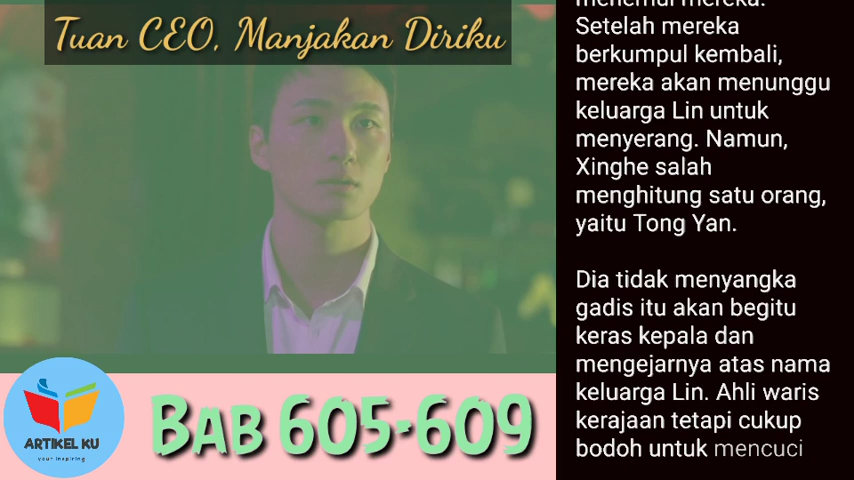 Tuan CEO, Manjakan Diriku
menemui mereka.
Setelah mereka
berkumpul kembali,
mereka akan menunggu
keluarga Lin untuk
menyerang. Namun,
Xinghe salah
menghitung satu orang,
yaitu Tong Yan.
Dia tidak menyangka
gadis itu akan begitu
keras kepala dan
mengejarnya atas nama
keluarga Lin. Ahli waris
kerajaan tetapi cukup
bodoh untuk mencuci
ARTIKEL KU
your inspiring
BAB 605-609